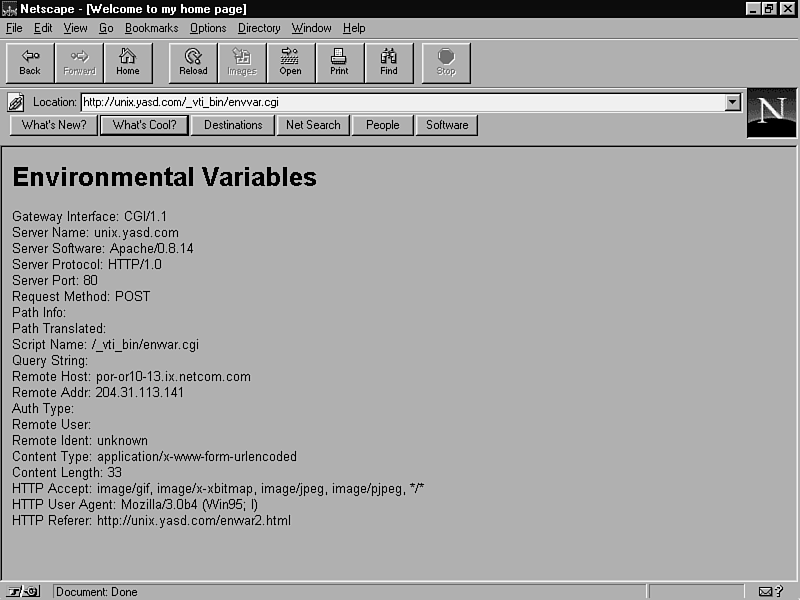 Netscape - [Welcome to my home page]
File Edit View Go Bookmarks Options Directory Window Help
Back Forward Home Reload Images Open Print Find Stop
Location: http://unix.yasd.com/_vti_bin/envvar.cgi
N
What's New? What's Cool? Destinations Net Search People Software
Environmental Variables
Gateway Interface: CGI/1.1
Server Name: unix.yasd.com
Server Software: Apache/0.8.14
Server Protocol: HTTP/1.0
Server Port: 80
Request Method: POST
Path Info:
Path Translated:
Script Name: /_vti_bin/envvar.cgi
Query String:
Remote Host: por-or10-13.ix.netcom.com
Remote Addr: 204.31.113.141
Auth Type:
Remote User:
Remote Ident: unknown
Content Type: application/x-www-form-urlencoded
Content Length: 33
HTTP Accept: image/gif, image/x-xbitmap, image/jpeg, image/pjpeg, */*
HTTP User Agent: Mozilla/3.0b4 (Win95; I)
HTTP Referer: http://unix.yasd.com/envvar2.html
Document: Done